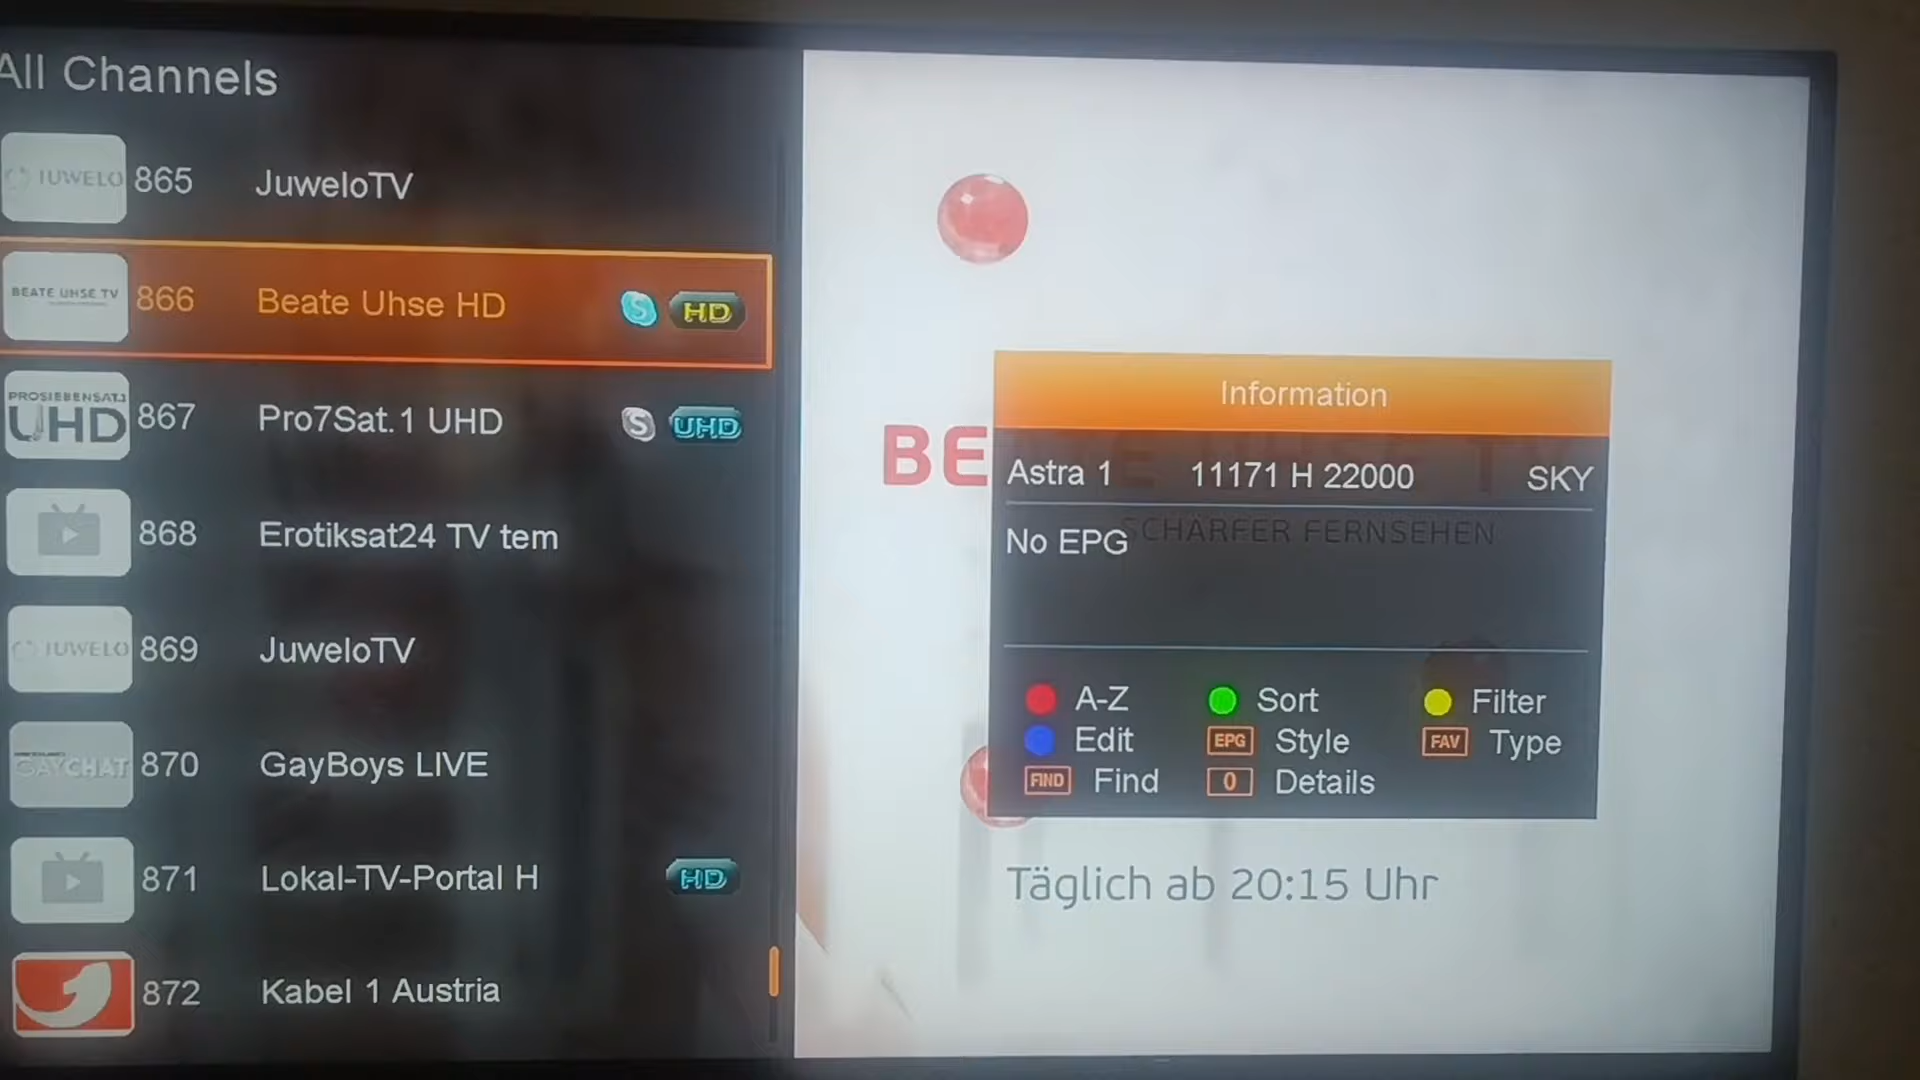 All Channels
JUWELO 865 JuweloTV
BEATE UHSE TV 866 Beate Uhse HD S HD
PROSIEBENSAT.1 UHD 867 Pro7Sat.1 UHD S UHD
868 Erotiksat24 TV tem
JUWELO 869 JuweloTV
GAYCHAT 870 GayBoys LIVE
871 Lokal-TV-Portal H HD
872 Kabel 1 Austria
BE
Information
Astra 1 11171 H 22000 SKY
SCHÄRFER FERNSEHEN
No EPG
A-Z Sort Filter
Edit EPG Style FAV Type
FIND Find 0 Details
Täglich ab 20:15 Uhr